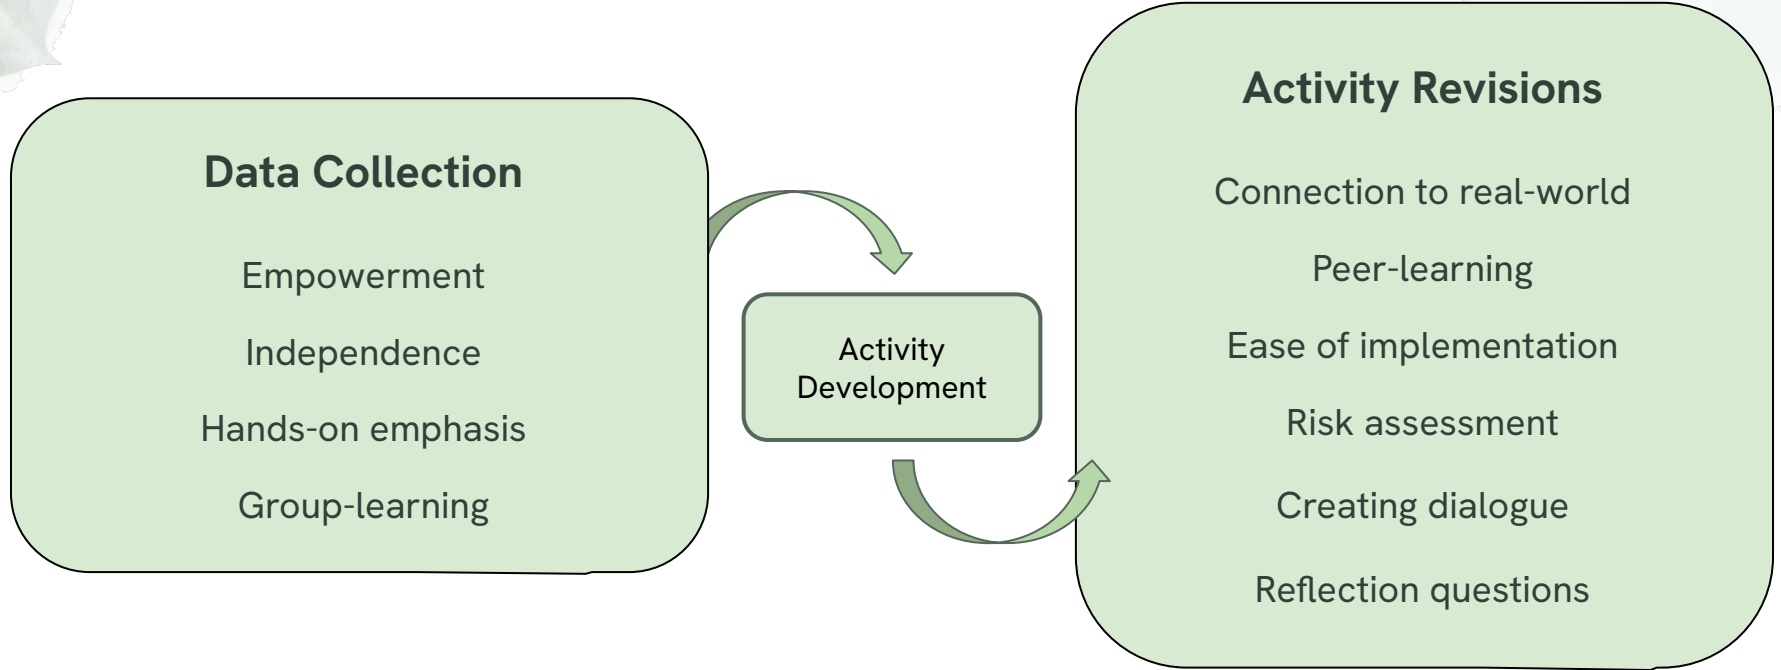 Data Collection
Empowerment
Independence
Hands-on emphasis
Group-learning
Activity
Development
Activity Revisions
Connection to real-world
Peer-learning
Ease of implementation
Risk assessment
Creating dialogue
Reflection questions